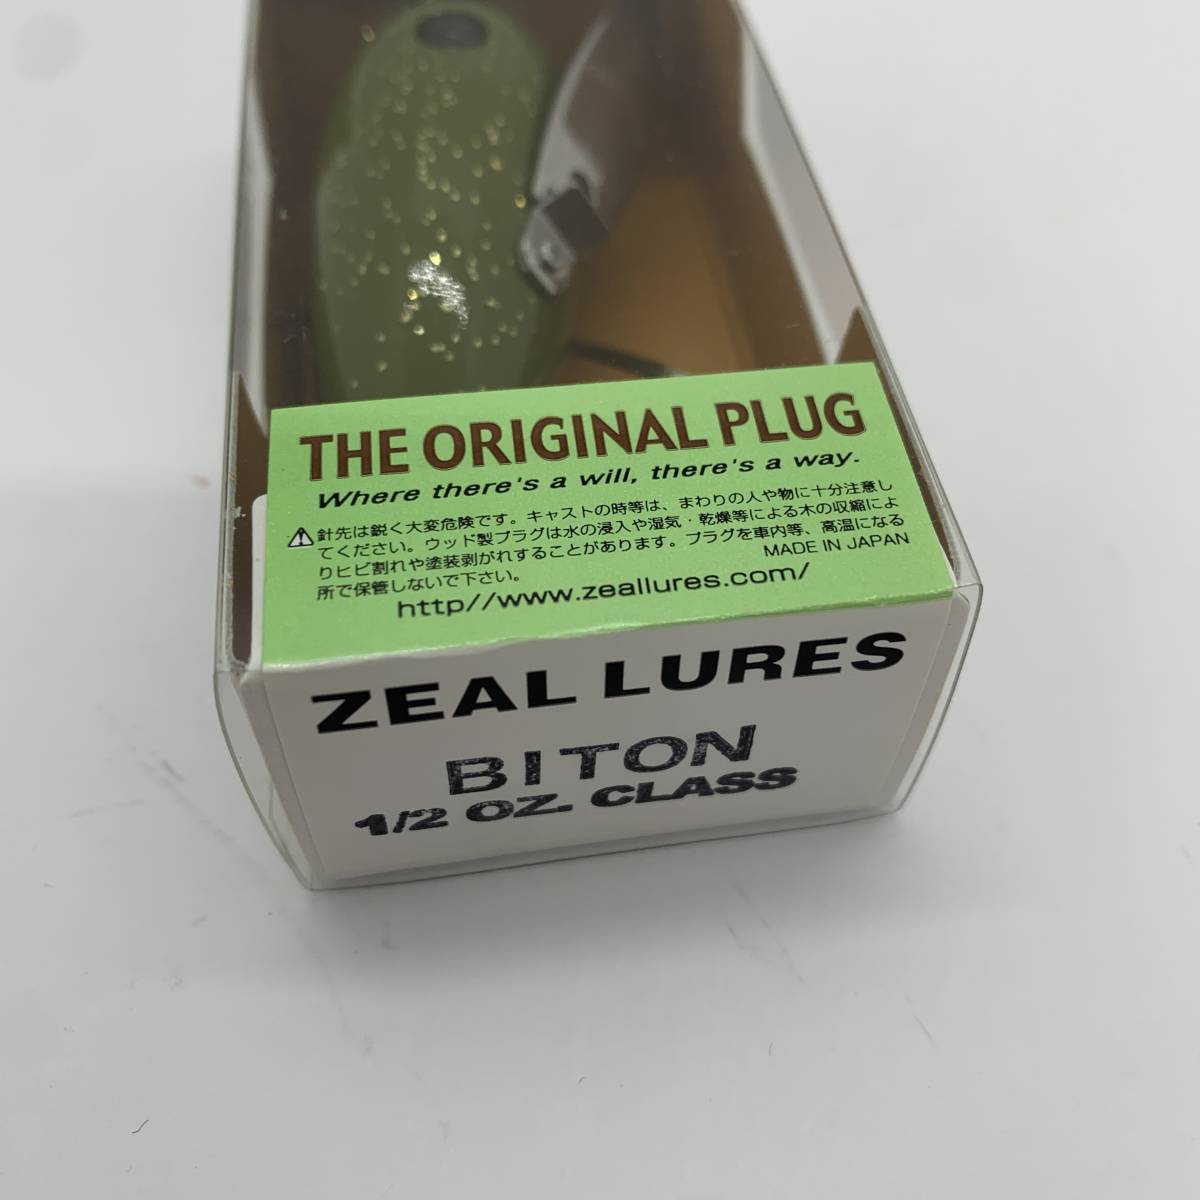 THE ORIGINAL PLUG
Where there's a will, there's a way.
⚠針先は鋭く大変危険です。キャストの時等は、まわりの人や物に十分注意し
てください。ウッド製プラグは水の浸入や湿気・乾燥等による木の収縮によ
りヒビ割れや塗装剥がれすることがあります。プラグを車内等、高温になる
所で保管しないで下さい。
MADE IN JAPAN
http//www.zeallures.com/
ZEAL LURES
BITON
1/2 OZ. CLASS